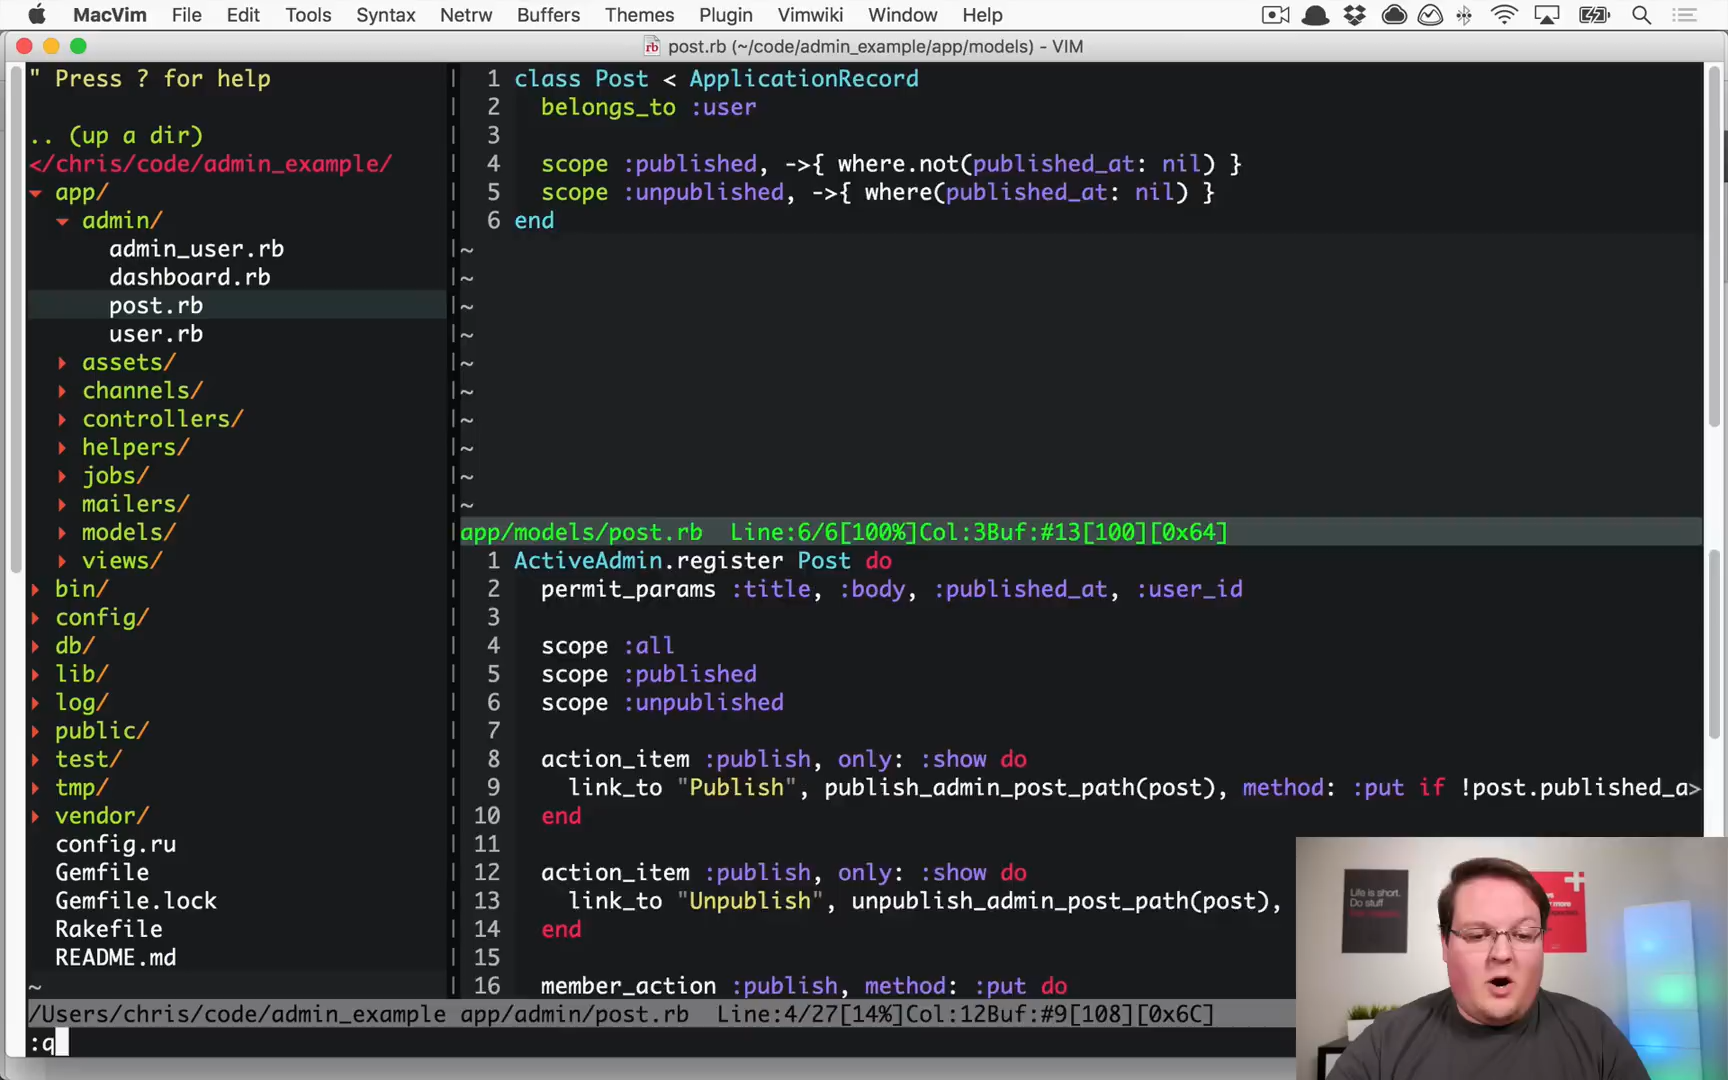 MacVim File Edit Tools Syntax Netrw Buffers Themes Plugin Vimwiki Window Help
post.rb (~/code/admin_example/app/models) - VIM
" Press ? for help
.. (up a dir)
</chris/code/admin_example/
app/
admin/
admin_user.rb
dashboard.rb
post.rb
user.rb
assets/
channels/
controllers/
helpers/
jobs/
mailers/
models/
views/
bin/
config/
db/
lib/
log/
public/
test/
tmp/
vendor/
config.ru
Gemfile
Gemfile.lock
Rakefile
README.md
~
1 class Post < ApplicationRecord
2 belongs_to :user
3
4 scope :published, ->{ where.not(published_at: nil) }
5 scope :unpublished, ->{ where(published_at: nil) }
6 end
~
~
~
~
~
~
~
~
~
~
app/models/post.rb Line:6/6[100%]Col:3Buf:#13[100][0x64]
1 ActiveAdmin.register Post do
2 permit_params :title, :body, :published_at, :user_id
3
4 scope :all
5 scope :published
6 scope :unpublished
7
8 action_item :publish, only: :show do
9 link_to "Publish", publish_admin_post_path(post), method: :put if !post.published_a>
10 end
11
12 action_item :publish, only: :show do
13 link_to "Unpublish", unpublish_admin_post_path(post),
14 end
15
16 member_action :publish, method: :put do
/Users/chris/code/admin_example app/admin/post.rb Line:4/27[14%]Col:12Buf:#9[108][0x6C]
:q
Life is short.
Do stuff